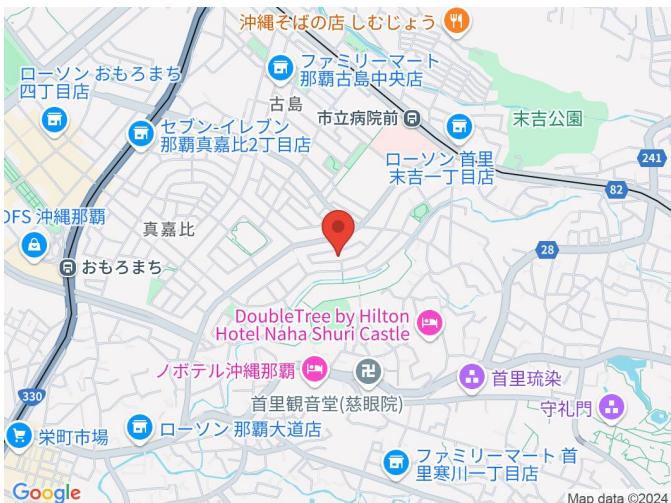 沖縄そばの店 しむじょう
ファミリーマート
那覇古島中央店
ローソン おもろまち
四丁目店
古島
市立病院前
末吉公園
セブン-イレブン
那覇真嘉比2丁目店
ローソン 首里
末吉一丁目店
241
82
DFS 沖縄那覇
真嘉比
28
おもろまち
DoubleTree by Hilton
Hotel Naha Shuri Castle
ノボテル沖縄那覇
卍
首里琉染
330
首里観音堂(慈眼院)
守礼門
栄町市場
ローソン 那覇大道店
ファミリーマート 首
里寒川一丁目店
Google
Map data ©2024